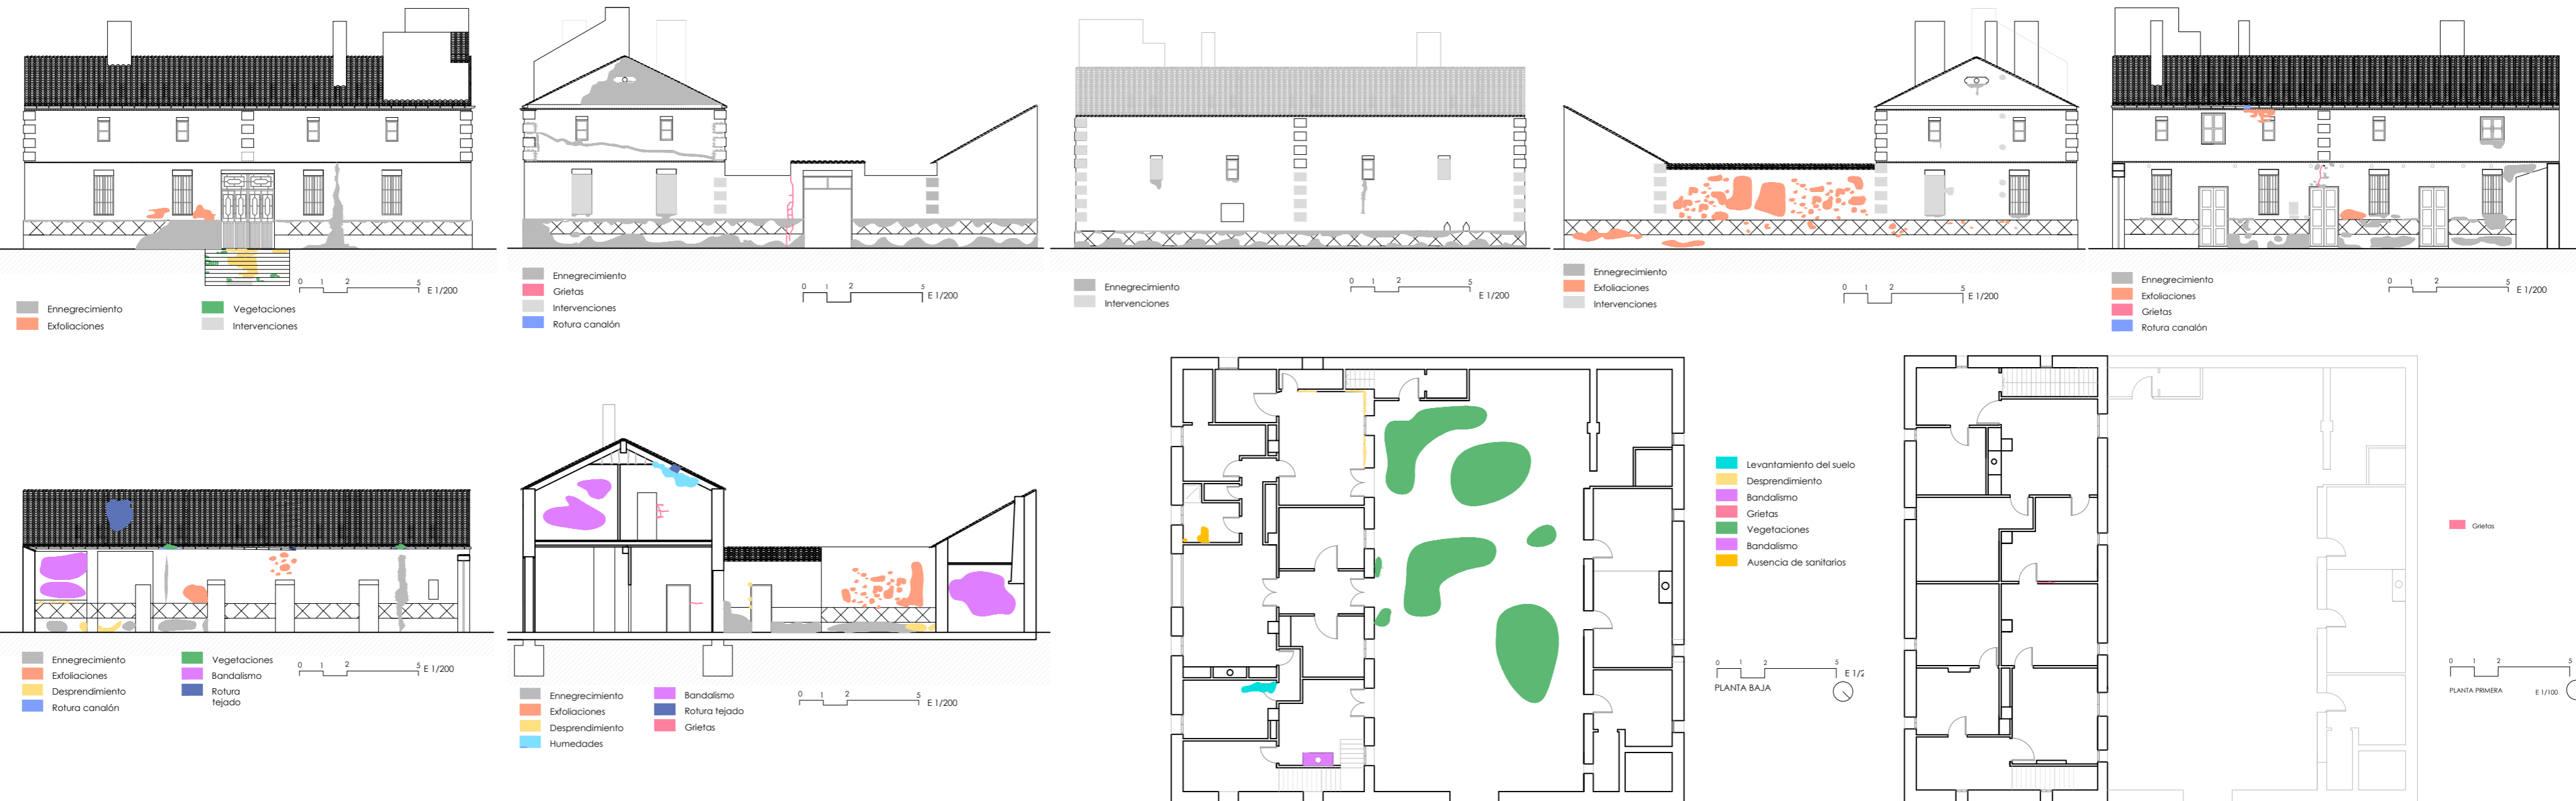 0 1 2 5 E 1/200
Ennegrecimiento
Exfoliaciones
Vegetaciones
Intervenciones
Ennegrecimiento
Grietas
Intervenciones
Rotura canalón
0 1 2 5 E 1/200
Ennegrecimiento
Intervenciones
0 1 2 5 E 1/200
Ennegrecimiento
Exfoliaciones
Intervenciones
0 1 2 5 E 1/200
Ennegrecimiento
Exfoliaciones
Grietas
Rotura canalón
0 1 2 5 E 1/200
Ennegrecimiento
Exfoliaciones
Desprendimiento
Rotura canalón
Vegetaciones
Bandalismo
Rotura
tejado
0 1 2 5 E 1/200
Ennegrecimiento
Exfoliaciones
Desprendimiento
Humedades
Bandalismo
Rotura tejado
Grietas
0 1 2 5 E 1/200
Levantamiento del suelo
Desprendimiento
Bandalismo
Grietas
Vegetaciones
Bandalismo
Ausencia de sanitarios
0 1 2 5 E 1/2
PLANTA BAJA
Grietas
0 1 2 5
PLANTA PRIMERA E 1/100